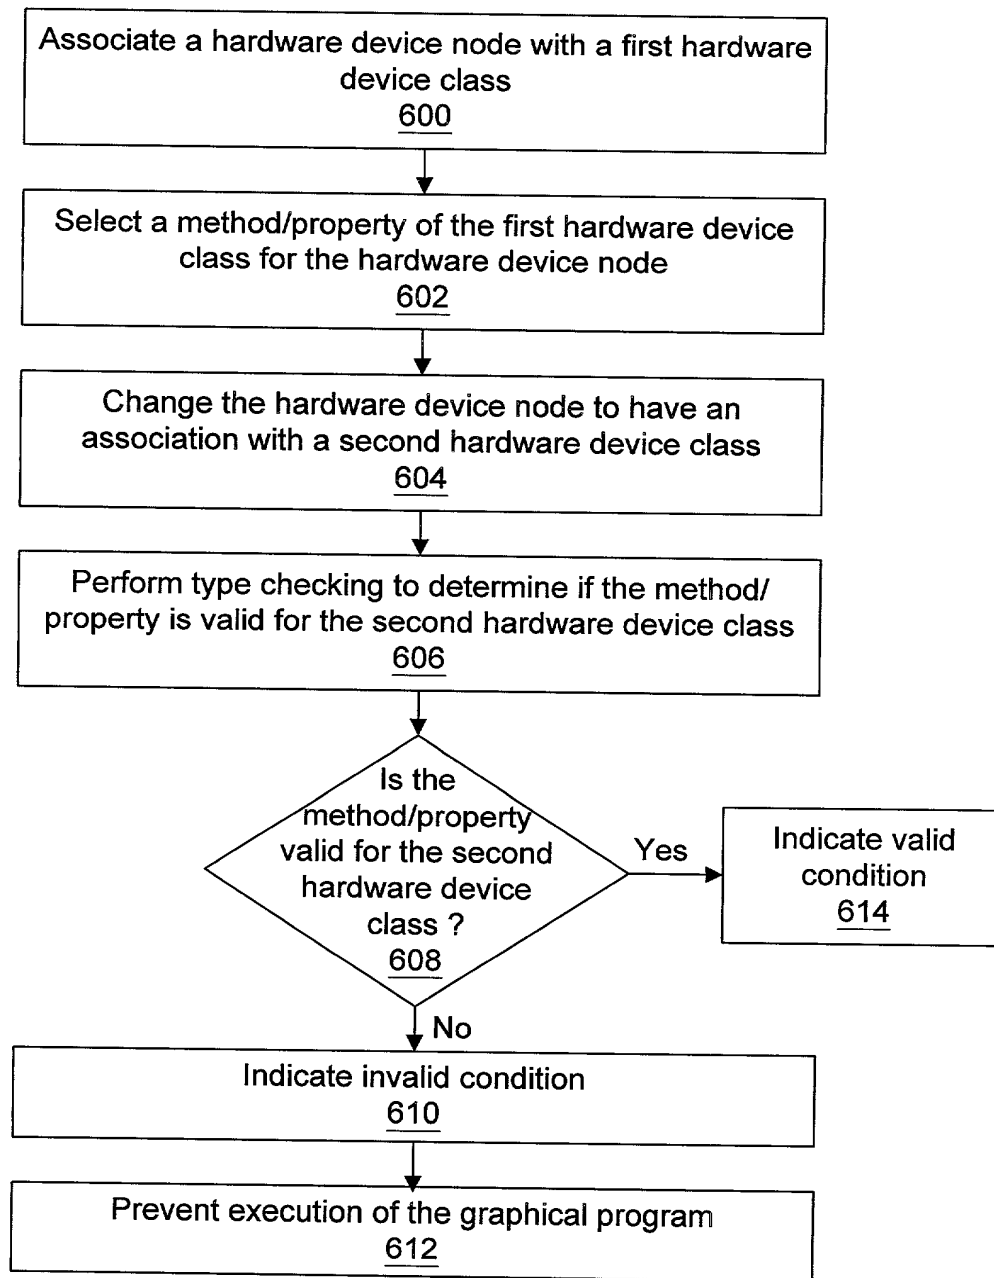 Associate a hardware device node with a first hardware
device class
600
Select a method/property of the first hardware device
class for the hardware device node
602
Change the hardware device node to have an
association with a second hardware device class
604
Perform type checking to determine if the method/
property is valid for the second hardware device class
606
Is the
method/property
valid for the second
hardware device
class ?
608
Yes
Indicate valid
condition
614
No
Indicate invalid condition
610
Prevent execution of the graphical program
612